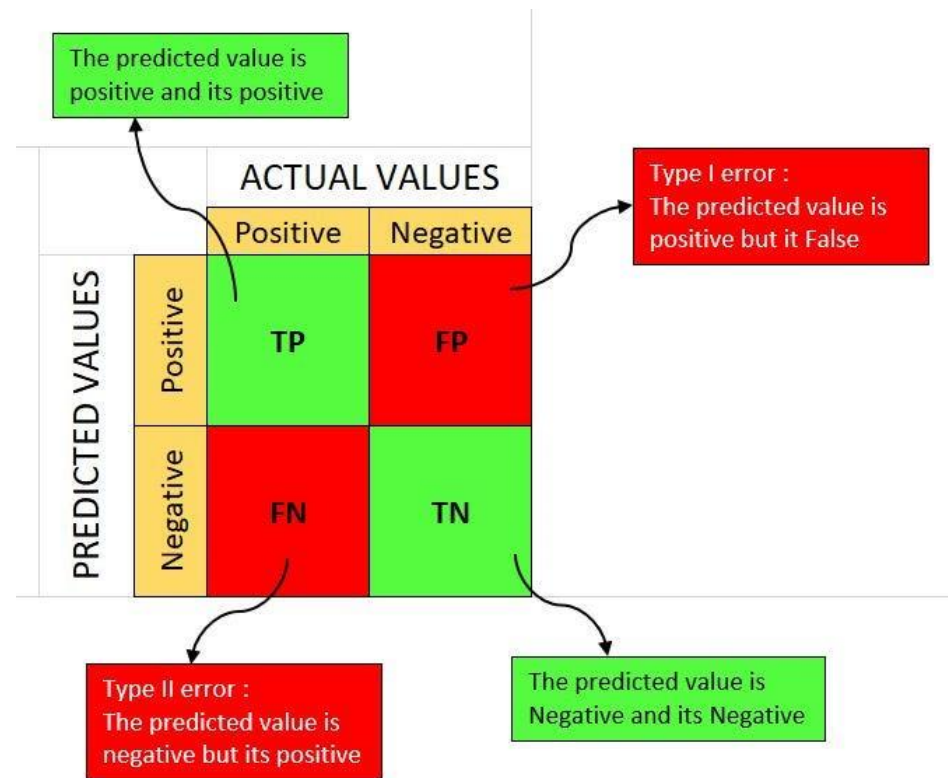 The predicted value is
positive and its positive
ACTUAL VALUES
Type I error :
The predicted value is
positive but it False
Positive
Negative
PREDICTED VALUES
Positive
TP
FP
Negative
FN
TN
Type II error :
The predicted value is
negative but its positive
The predicted value is
Negative and its Negative